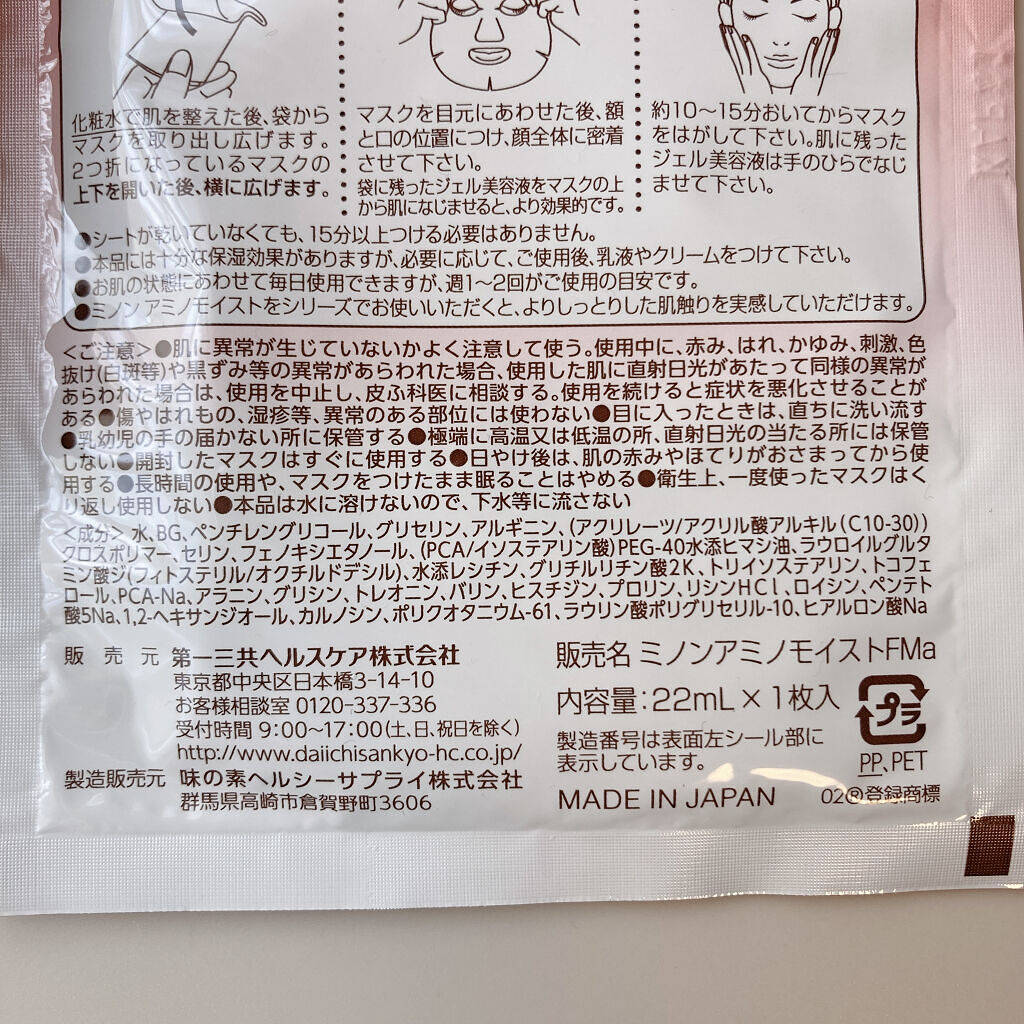 化粧水で肌を整えた後、袋から
マスクを取り出し広げます。
2つ折になっているマスクの
上下を開いた後、横に広げます。
マスクを目元にあわせた後、額
と口の位置につけ、顔全体に密着
させて下さい。
袋に残ったジェル美容液をマスクの上
から肌になじませると、より効果的です。
約10〜15分おいてからマスク
をはがして下さい。肌に残った
ジェル美容液は手のひらでなじ
ませて下さい。
●シートが乾いていなくても、15分以上つける必要はありません。
●本品には十分な保湿効果がありますが、必要に応じて、ご使用後、乳液やクリームをつけて下さい。
●お肌の状態にあわせて毎日使用できますが、週1〜2回がご使用の目安です。
●ミノン アミノモイストをシリーズでお使いいただくと、よりしっとりした肌触りを実感していただけます。
<ご注意>●肌に異常が生じていないかよく注意して使う。使用中に、赤み、はれ、かゆみ、刺激、色
抜け(白斑等)や黒ずみ等の異常があらわれた場合、使用した肌に直射日光があたって同様の異常が
あらわれた場合は、使用を中止し、皮ふ科医に相談する。使用を続けると症状を悪化させることが
ある●傷やはれもの、湿疹等、異常のある部位には使わない●目に入ったときは、直ちに洗い流す
●乳幼児の手の届かない所に保管する●極端に高温又は低温の所、直射日光の当たる所には保管
しない●開封したマスクはすぐに使用する●日やけ後は、肌の赤みやほてりがおさまってから使
用する●長時間の使用や、マスクをつけたまま眠ることはやめる●衛生上、一度使ったマスクはく
り返し使用しない●本品は水に溶けないので、下水等に流さない
<成分>水、BG、ペンチレングリコール、グリセリン、アルギニン、(アクリレーツ/アクリル酸アルキル(C10-30))
クロスポリマー、セリン、フェノキシエタノール、(PCA/イソステアリン酸)PEG-40水添ヒマシ油、ラウロイルグルタ
ミン酸ジ(フィトステリル/オクチルドデシル)、水添レシチン、グリチルリチン酸2K、トリイソステアリン、トコフェ
ロール、PCA-Na、アラニン、グリシン、トレオニン、バリン、ヒスチジン、プロリン、リシンHCl、ロイシン、ペンテト
酸5Na、1,2-ヘキサンジオール、カルノシン、ポリクオタニウム-61、ラウリン酸ポリグリセリル-10、ヒアルロン酸Na
販売元 第一三共ヘルスケア株式会社
東京都中央区日本橋3-14-10
お客様相談室 0120-337-336
受付時間 9:00〜17:00(土、日、祝日を除く)
http://www.daiichisankyo-hc.co.jp/
製造販売元 味の素ヘルシーサプライ株式会社
群馬県高崎市倉賀野町3606
販売名 ミノンアミノモイストFMa
内容量:22mL×1枚入
製造番号は表面左シール部に
表示しています。
プラ
PP、PET
MADE IN JAPAN
02®登録商標